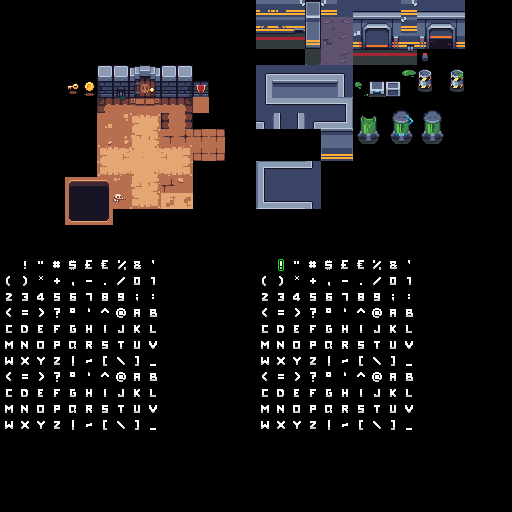 ! " # $ £ £ % & '
( ) * + , - . / 0 1
2 3 4 5 6 7 8 9 ; :
< = > ? ° ' ^ @ A B
C D E F G H I J K L
M N O P Q R S T U V
W X Y Z | ~ [ \ ] _
< = > ? ° ' ^ @ A B
C D E F G H I J K L
M N O P Q R S T U V
W X Y Z | ~ [ \ ] _
! " # $ £ £ % & '
( ) * + , - . / 0 1
2 3 4 5 6 7 8 9 ; :
< = > ? ° ' ^ @ A B
C D E F G H I J K L
M N O P Q R S T U V
W X Y Z | ~ [ \ ] _
< = > ? ° ' ^ @ A B
C D E F G H I J K L
M N O P Q R S T U V
W X Y Z | ~ [ \ ] _